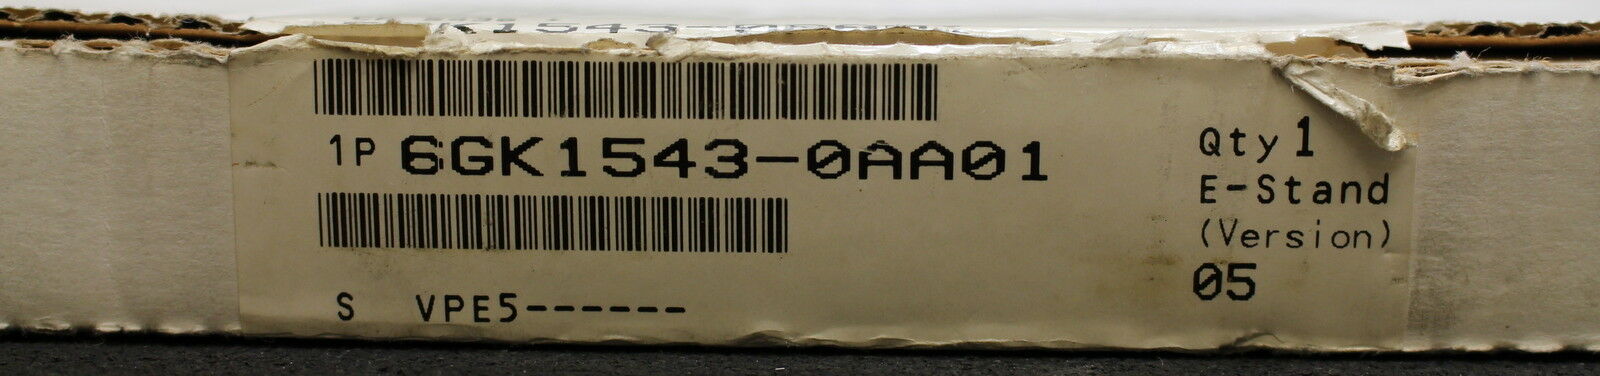 1P 6GK1543-0AA01
Qty 1
E-Stand
(Version)
05
S VPE5------